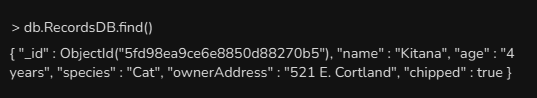 > db.RecordsDB.find()
{ "_id" : ObjectId("5fd98ea9ce6e8850d88270b5"), "name" : "Kitana", "age" : "4
years", "species" : "Cat", "ownerAddress" : "521 E. Cortland", "chipped" : true }